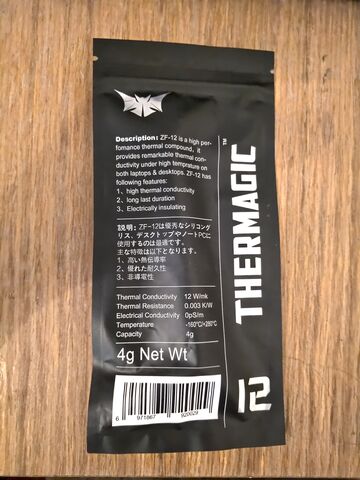 Description: ZF-12 is a high per-
fomance thermal compound, it
provides remarkable thermal con-
ductivity under high temprature on
both laptops & desktops. ZF-12 has
following features:
1、high thermal conductivity
2、long last duration
3、Electrically insulating
[説明: ZF-12は優秀なシリコング
リス、デスクトップやノートPCに
使用するのは最適です。
主な特徴は以下となります。
1、高い熱伝導率
2、優れた耐久性
3、非導電性
Thermal Conductivity 12 W/mk
Thermal Resistance 0.003 K/W
Electrical Conductivity 0pS/m
Temperature -160°C/+280°C
Capacity 4g
4g Net Wt
6 971867 920029
THERMAGIC™
12